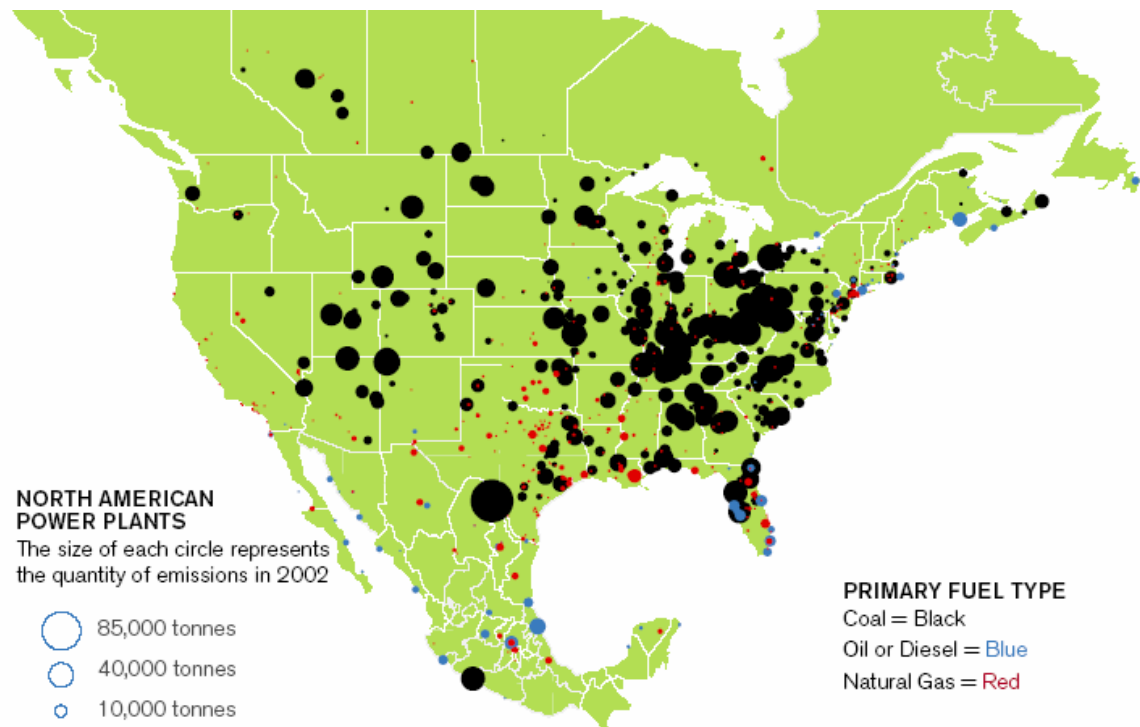 NORTH AMERICAN
POWER PLANTS
The size of each circle represents
the quantity of emissions in 2002
85,000 tonnes
40,000 tonnes
10,000 tonnes
PRIMARY FUEL TYPE
Coal = Black
Oil or Diesel = Blue
Natural Gas = Red